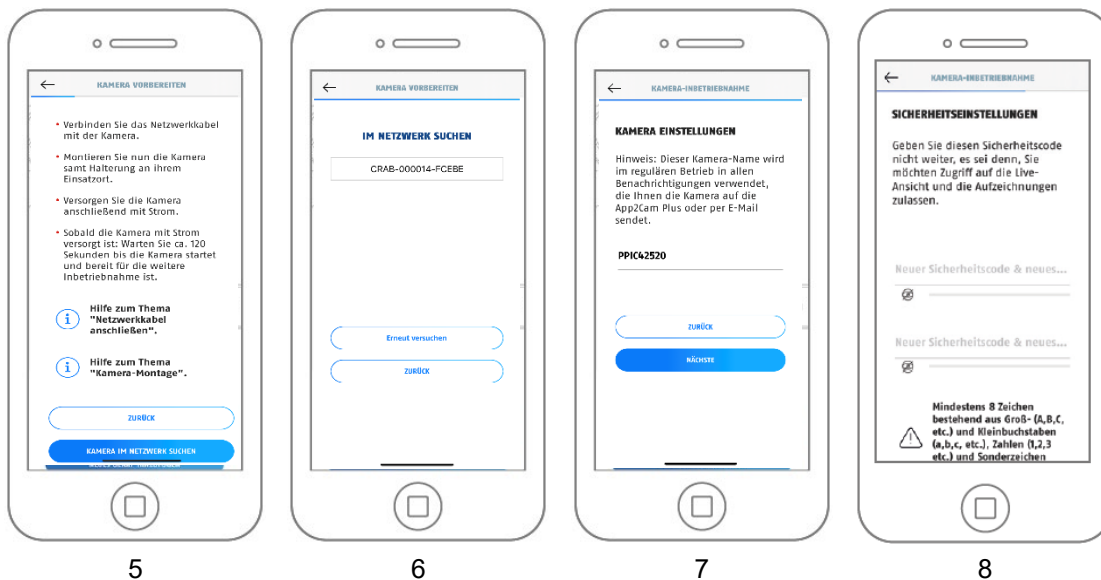 KAMERA VORBEREITEN
• Verbinden Sie das Netzwerkkabel
mit der Kamera.
• Montieren Sie nun die Kamera
samt Halterung an ihrem
Einsatzort.
• Versorgen Sie die Kamera
anschließend mit Strom.
• Sobald die Kamera mit Strom
versorgt ist: Warten Sie ca. 120
Sekunden bis die Kamera startet
und bereit für die weitere
Inbetriebnahme ist.
Hilfe zum Thema
"Netzwerkkabel
anschließen".
Hilfe zum Thema
"Kamera-Montage".
ZURÜCK
KAMERA IM NETZWERK SUCHEN
5
KAMERA VORBEREITEN
IM NETZWERK SUCHEN
CRAB-000014-FCEBE
Erneut versuchen
ZURÜCK
6
KAMERA-INBETRIEBNAHME
KAMERA EINSTELLUNGEN
Hinweis: Dieser Kamera-Name wird
im regulären Betrieb in allen
Benachrichtigungen verwendet,
die Ihnen die Kamera auf die
App2Cam Plus oder per E-Mail
sendet.
PPIC42520
ZURÜCK
NÄCHSTE
7
KAMERA-INBETRIEBNAHME
SICHERHEITSEINSTELLUNGEN
Geben Sie diesen Sicherheitscode
nicht weiter, es sei denn, Sie
möchten Zugriff auf die Live-
Ansicht und die Aufzeichnungen
zulassen.
Neuer Sicherheitscode & neues...
Neuer Sicherheitscode & neues...
Mindestens 8 Zeichen
bestehend aus Groß- (A,B,C,
etc.) und Kleinbuchstaben
(a,b,c, etc.), Zahlen (1,2,3
etc.) und Sonderzeichen
8